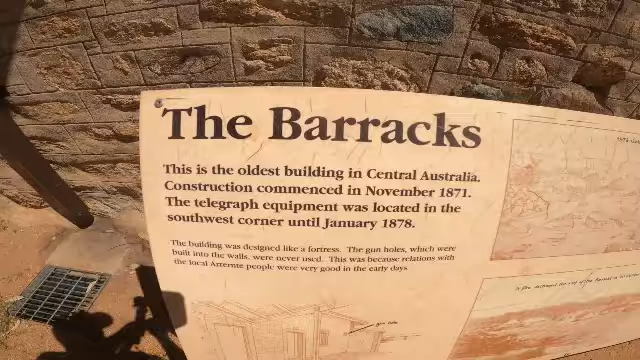 The Barracks
This is the oldest building in Central Australia.
Construction commenced in November 1871.
The telegraph equipment was located in the
southwest corner until January 1878.
The building was designed like a fortress. The gun holes, which were
built into the walls, were never used. This was because relations with
the local Arrernte people were very good in the early days
gun hole